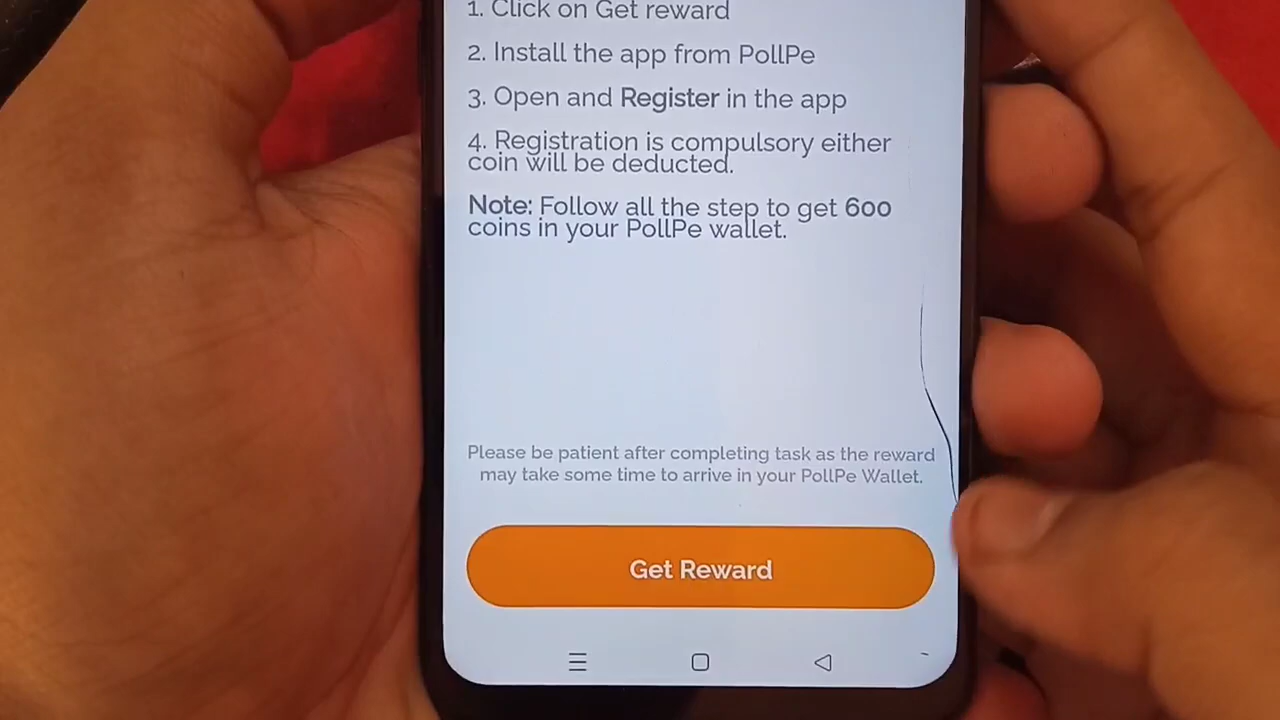 1. Click on Get reward
2. Install the app from PollPe
3. Open and Register in the app
4. Registration is compulsory either
coin will be deducted.
Note: Follow all the step to get 600
coins in your PollPe wallet.
Please be patient after completing task as the reward
may take some time to arrive in your PollPe Wallet.
Get Reward